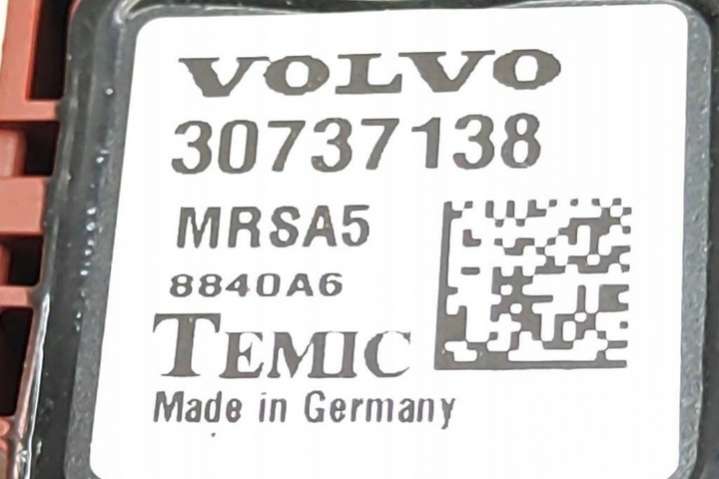 VOLVO
30737138
MRSA5
8840A6
TEMIC
Made in Germany